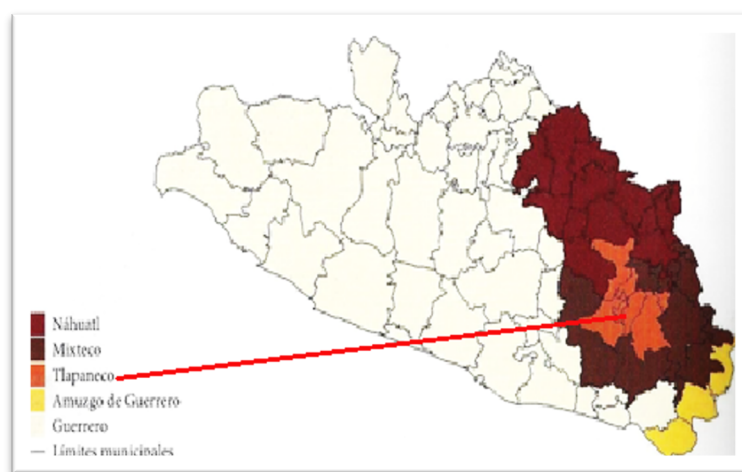 Náhuatl
Mixteco
Tlapaneco
Amuzgo de Guerrero
Guerrero
Límites municipales